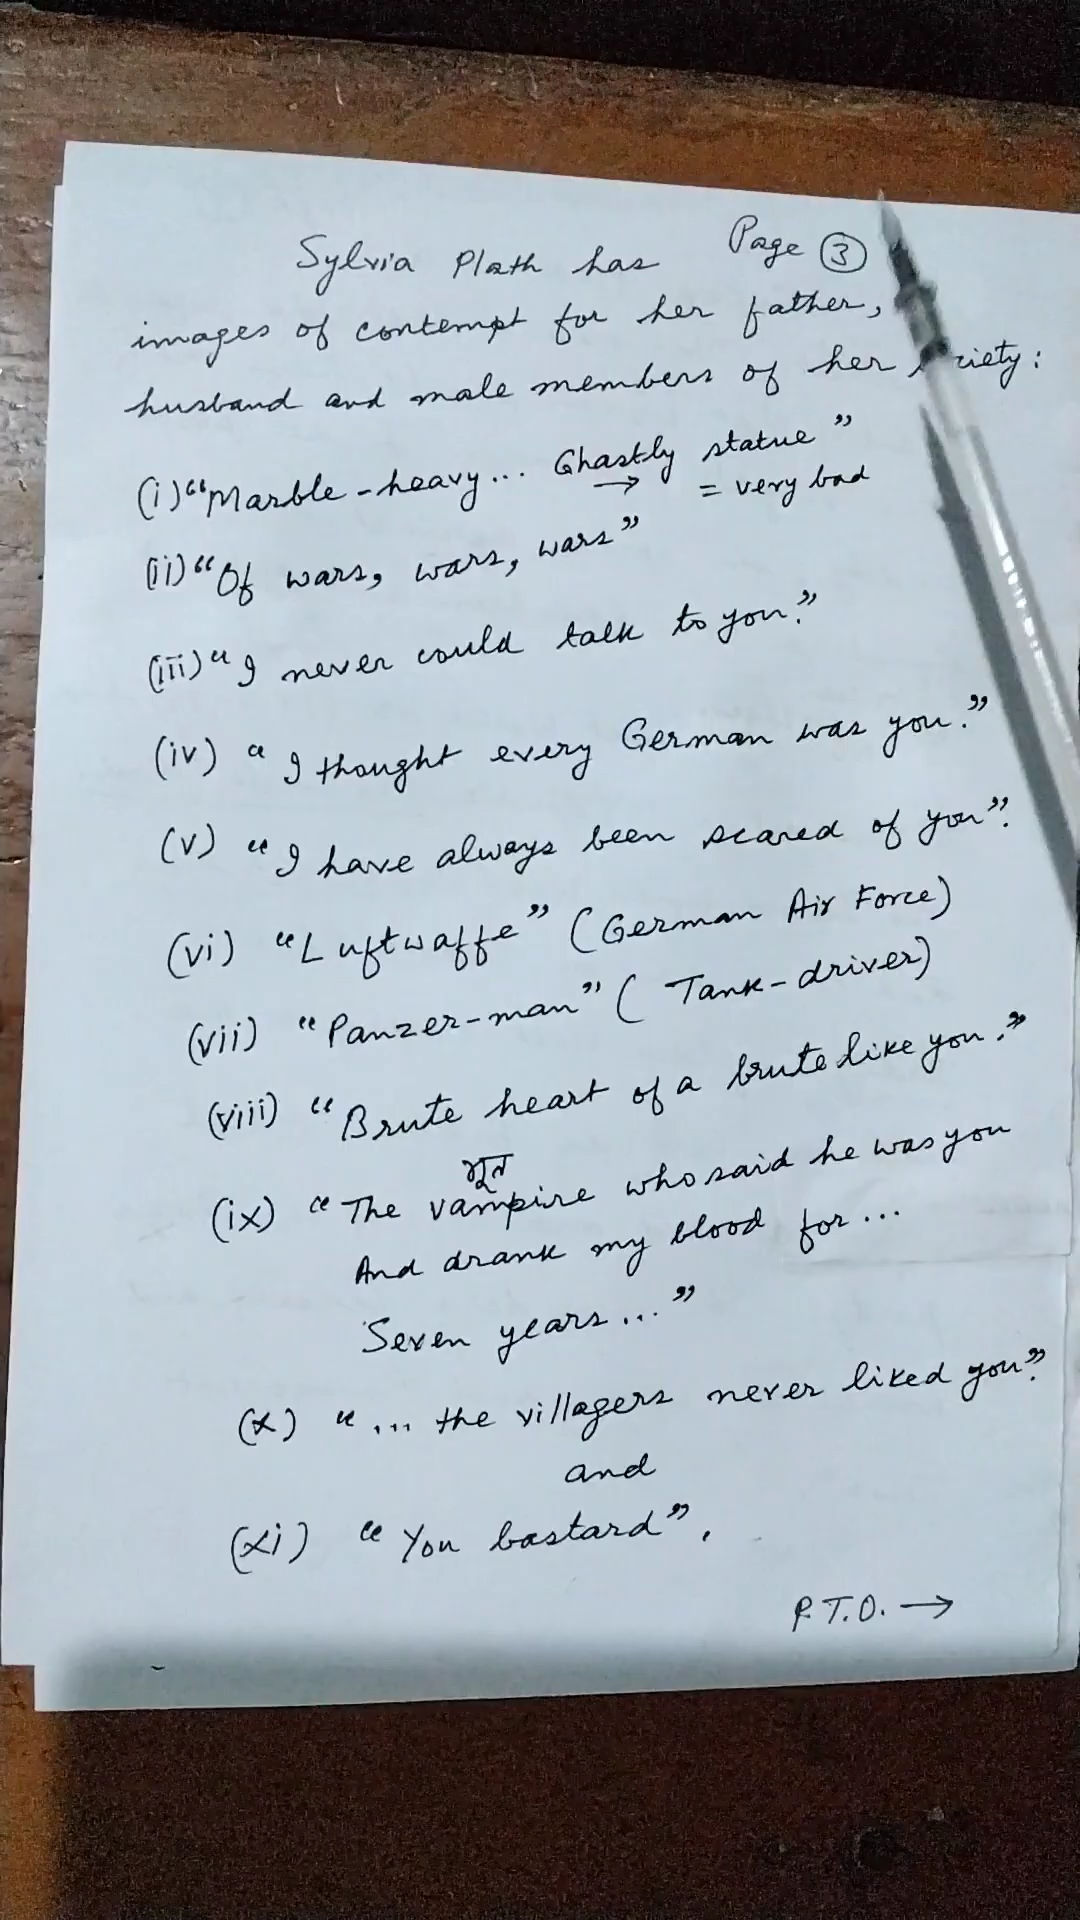 Page 3
Sylvia Plath has
images of contempt for her father,
husband and male members of her ciety:
(i) "Marble-heavy... Ghastly statue"
→ = very bad
(ii) "Of wars, wars, wars"
(iii) "I never could talk to you."
(iv) "I thought every German was you."
(v) "I have always been scared of you".
(vi) "Luftwaffe" (German Air Force)
(vii) "Panzer-man" (Tank-driver)
(viii) "Brute heart of a brute like you."
(ix) "The vampire who said he was you
And drank my blood for...
Seven years..."
(x) "... the villagers never liked you"
and
(xi) "You bastard".
P.T.O. →